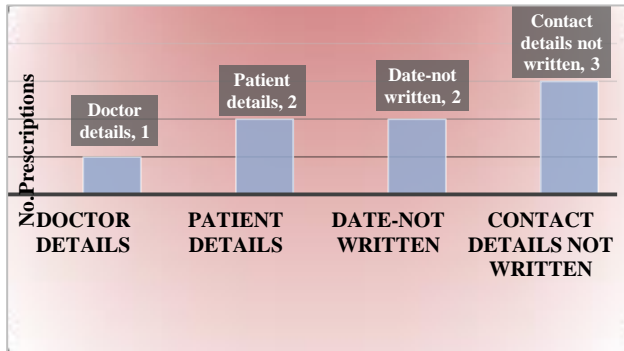 Contact
details not
written, 3
Patient
details, 2
Date-not
written, 2
Doctor
details, 1
No.Prescriptions
DOCTOR
DETAILS
PATIENT
DETAILS
DATE-NOT
WRITTEN
CONTACT
DETAILS NOT
WRITTEN